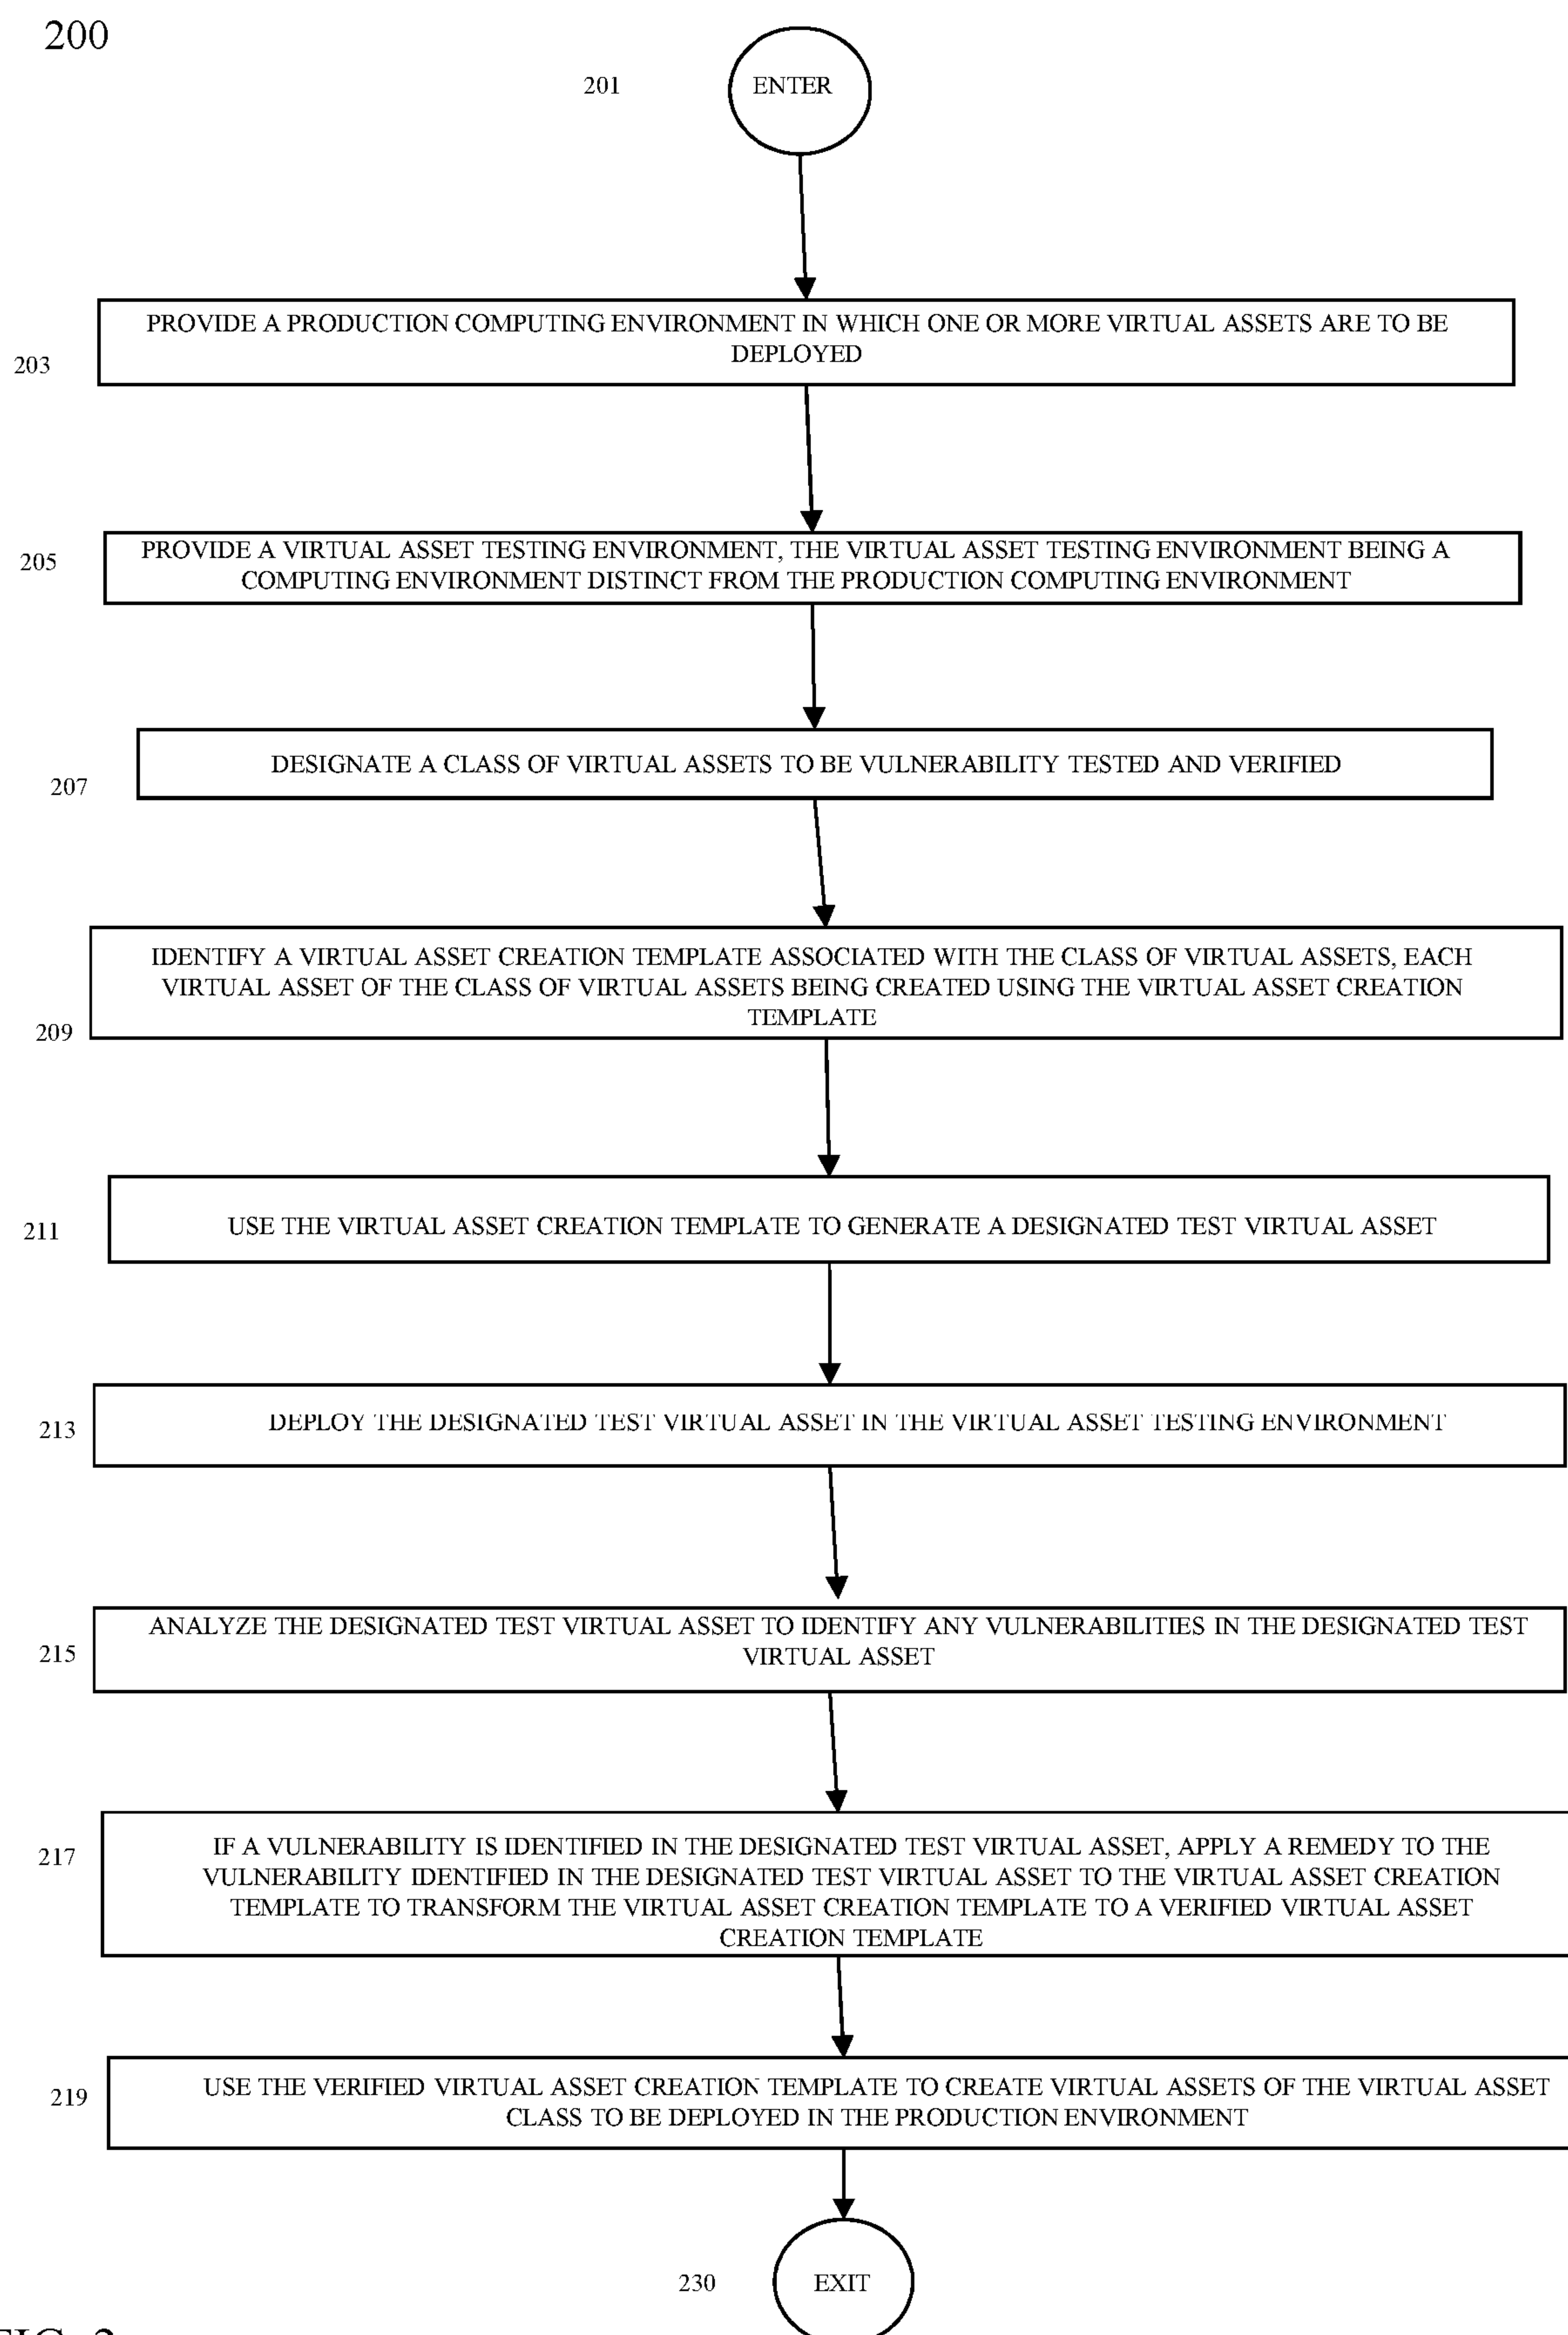 200
201
ENTER
PROVIDE A PRODUCTION COMPUTING ENVIRONMENT IN WHICH ONE OR MORE VIRTUAL ASSETS ARE TO BE
DEPLOYED
203
205
PROVIDE A VIRTUAL ASSET TESTING ENVIRONMENT, THE VIRTUAL ASSET TESTING ENVIRONMENT BEING A
COMPUTING ENVIRONMENT DISTINCT FROM THE PRODUCTION COMPUTING ENVIRONMENT
DESIGNATE A CLASS OF VIRTUAL ASSETS TO BE VULNERABILITY TESTED AND VERIFIED
207
IDENTIFY A VIRTUAL ASSET CREATION TEMPLATE ASSOCIATED WITH THE CLASS OF VIRTUAL ASSETS, EACH
VIRTUAL ASSET OF THE CLASS OF VIRTUAL ASSETS BEING CREATED USING THE VIRTUAL ASSET CREATION
TEMPLATE
209
211
USE THE VIRTUAL ASSET CREATION TEMPLATE TO GENERATE A DESIGNATED TEST VIRTUAL ASSET
213
DEPLOY THE DESIGNATED TEST VIRTUAL ASSET IN THE VIRTUAL ASSET TESTING ENVIRONMENT
ANALYZE THE DESIGNATED TEST VIRTUAL ASSET TO IDENTIFY ANY VULNERABILITIES IN THE DESIGNATED TEST
VIRTUAL ASSET
215
217
IF A VULNERABILITY IS IDENTIFIED IN THE DESIGNATED TEST VIRTUAL ASSET, APPLY A REMEDY TO THE
VULNERABILITY IDENTIFIED IN THE DESIGNATED TEST VIRTUAL ASSET TO THE VIRTUAL ASSET CREATION
TEMPLATE TO TRANSFORM THE VIRTUAL ASSET CREATION TEMPLATE TO A VERIFIED VIRTUAL ASSET
CREATION TEMPLATE
219
USE THE VERIFIED VIRTUAL ASSET CREATION TEMPLATE TO CREATE VIRTUAL ASSETS OF THE VIRTUAL ASSET
CLASS TO BE DEPLOYED IN THE PRODUCTION ENVIRONMENT
230
EXIT